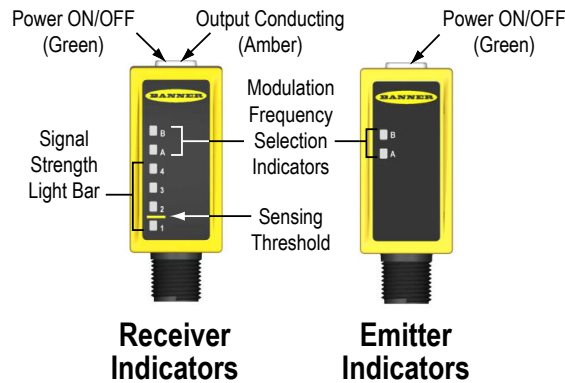 Power ON/OFF
(Green)
Output Conducting
(Amber)
Power ON/OFF
(Green)
BANNER
B
A
4
3
2
1
Signal
Strength
Light Bar
Modulation
Frequency
Selection
Indicators
Sensing
Threshold
BANNER
B
A
Receiver
Indicators
Emitter
Indicators